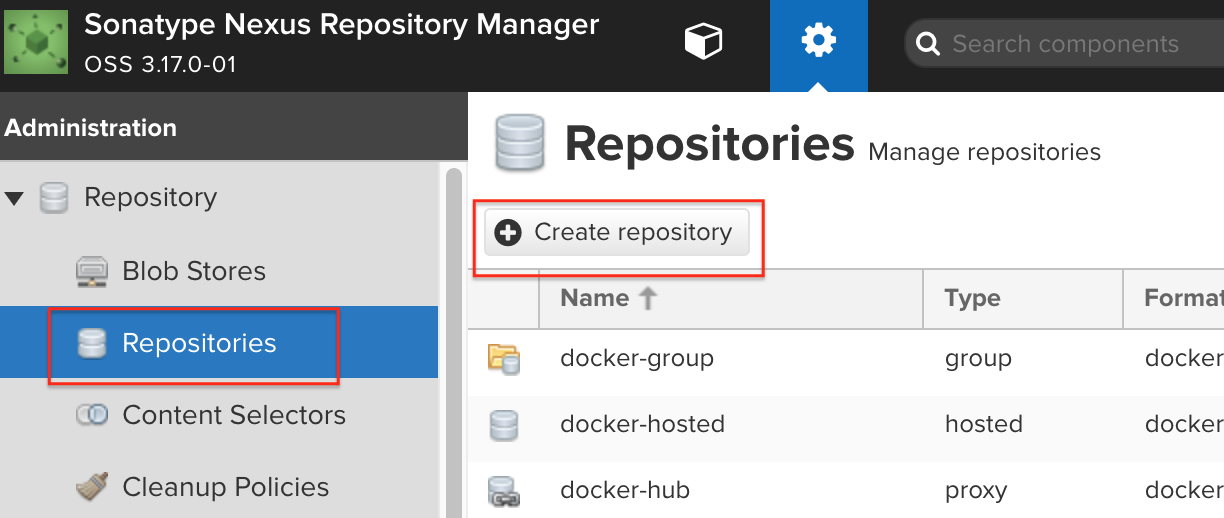 Sonatype Nexus Repository Manager
OSS 3.17.0-01
Search components
Administration
Repositories Manage repositories
Repository
Create repository
Blob Stores
Name Type Format
Repositories
docker-group group docker
Content Selectors
docker-hosted hosted docker
Cleanup Policies
docker-hub proxy docker